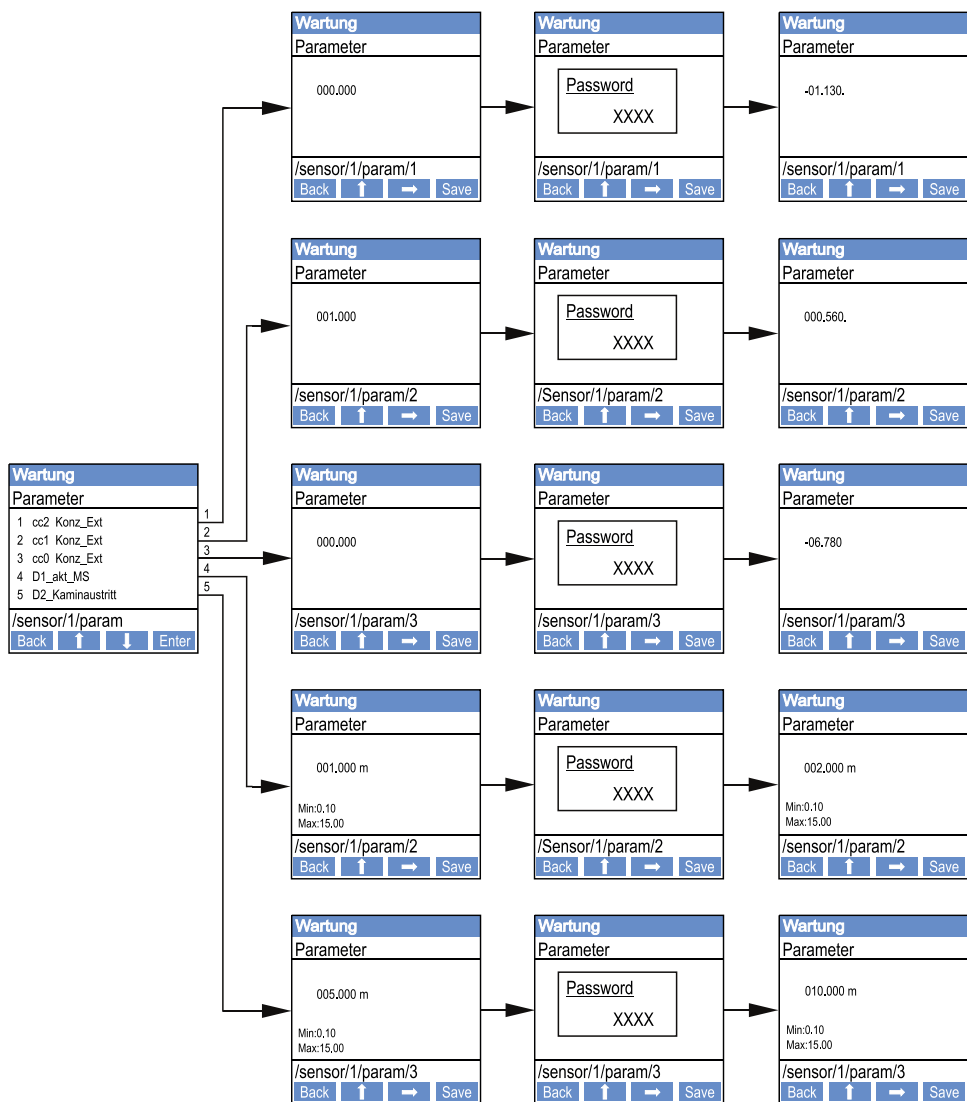 Wartung
Parameter
000.000
/sensor/1/param/1
Back Save
Wartung
Parameter
Password
XXXX
/sensor/1/param/1
Back Save
Wartung
Parameter
-01.130.
/sensor/1/param/1
Back Save
Wartung
Parameter
001.000
/sensor/1/param/2
Back Save
Wartung
Parameter
Password
XXXX
/Sensor/1/param/2
Back Save
Wartung
Parameter
000.560.
/sensor/1/param/2
Back Save
Wartung
Parameter
1 cc2 Konz_Ext
2 cc1 Konz_Ext
3 cc0 Konz_Ext
4 D1_akt_MS
5 D2_Kaminaustritt
/sensor/1/param
Back Enter
1
2
3
4
5
Wartung
Parameter
000.000
/sensor/1/param/3
Back Save
Wartung
Parameter
Password
XXXX
/sensor/1/param/3
Back Save
Wartung
Parameter
-06.780
/sensor/1/param/3
Back Save
Wartung
Parameter
001.000 m
Min:0.10
Max:15.00
/sensor/1/param/2
Back Save
Wartung
Parameter
Password
XXXX
/Sensor/1/param/2
Back Save
Wartung
Parameter
002.000 m
Min:0.10
Max:15.00
/sensor/1/param/2
Back Save
Wartung
Parameter
005.000 m
Min:0.10
Max:15.00
/sensor/1/param/3
Back Save
Wartung
Parameter
Password
XXXX
/sensor/1/param/3
Back Save
Wartung
Parameter
010.000 m
Min:0.10
Max:15.00
/sensor/1/param/3
Back Save